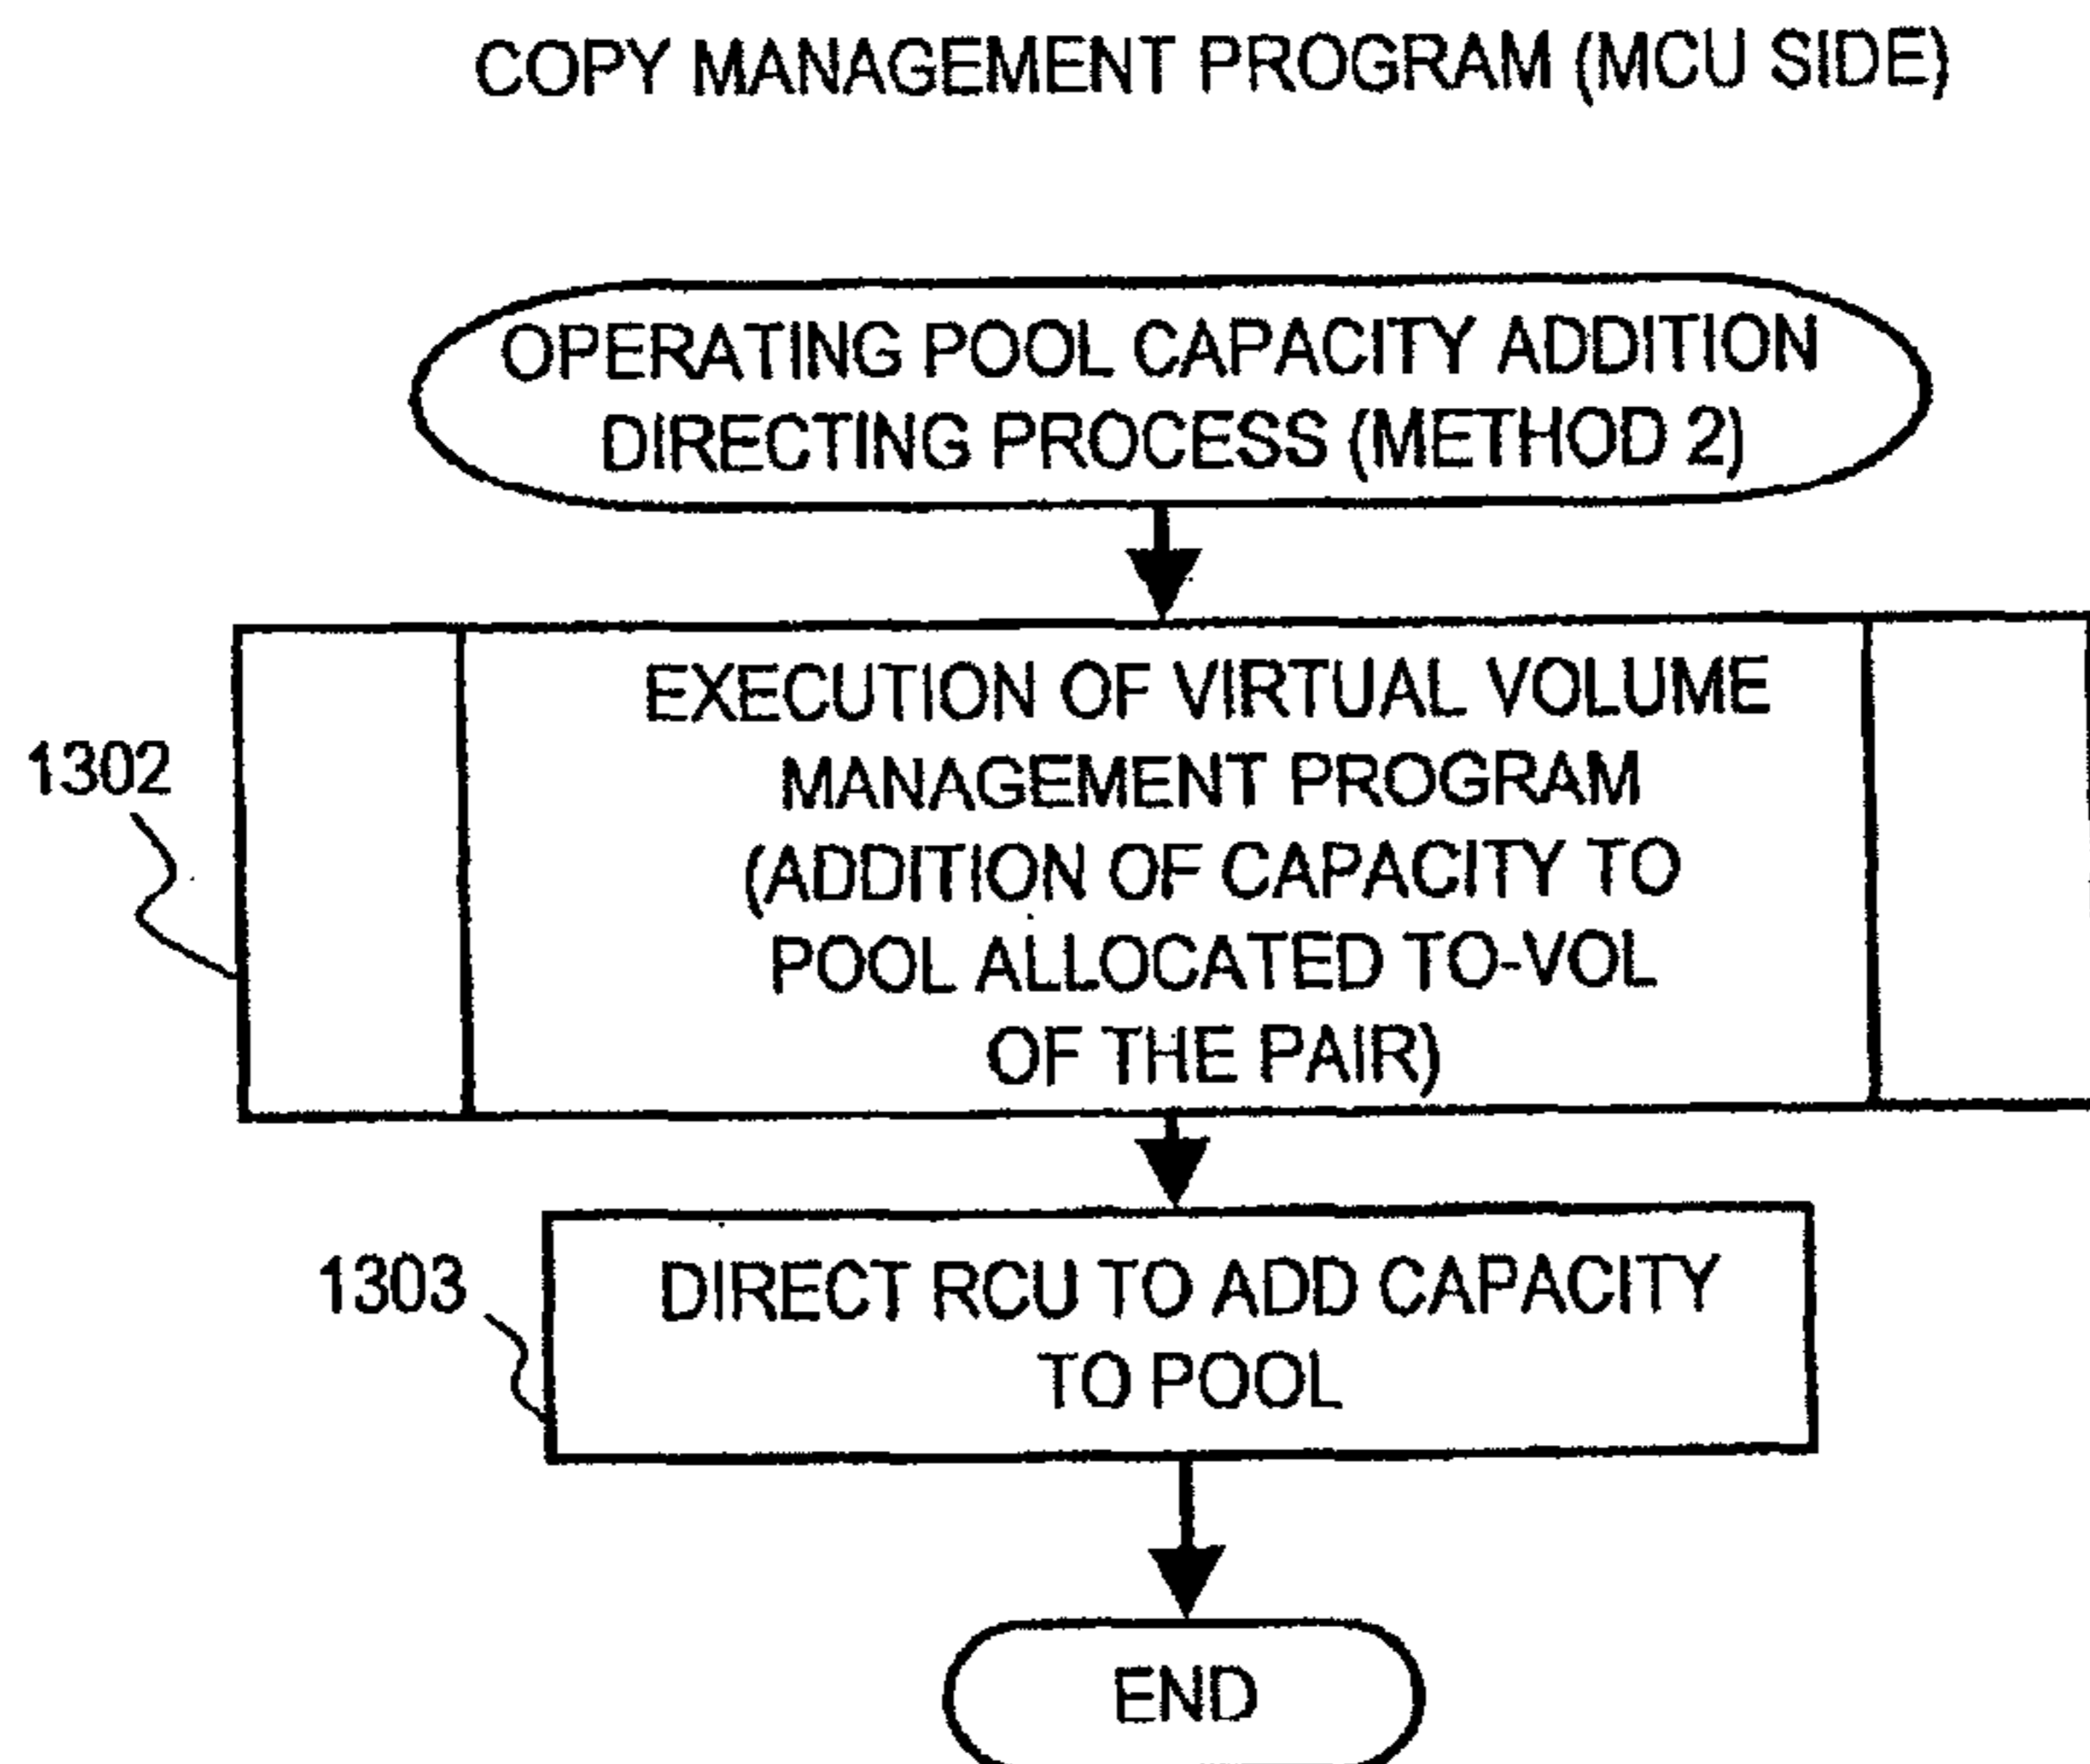 COPY MANAGEMENT PROGRAM (MCU SIDE)
OPERATING POOL CAPACITY ADDITION
DIRECTING PROCESS (METHOD 2)
1302
EXECUTION OF VIRTUAL VOLUME
MANAGEMENT PROGRAM
(ADDITION OF CAPACITY TO
POOL ALLOCATED TO-VOL
OF THE PAIR)
1303
DIRECT RCU TO ADD CAPACITY
TO POOL
END